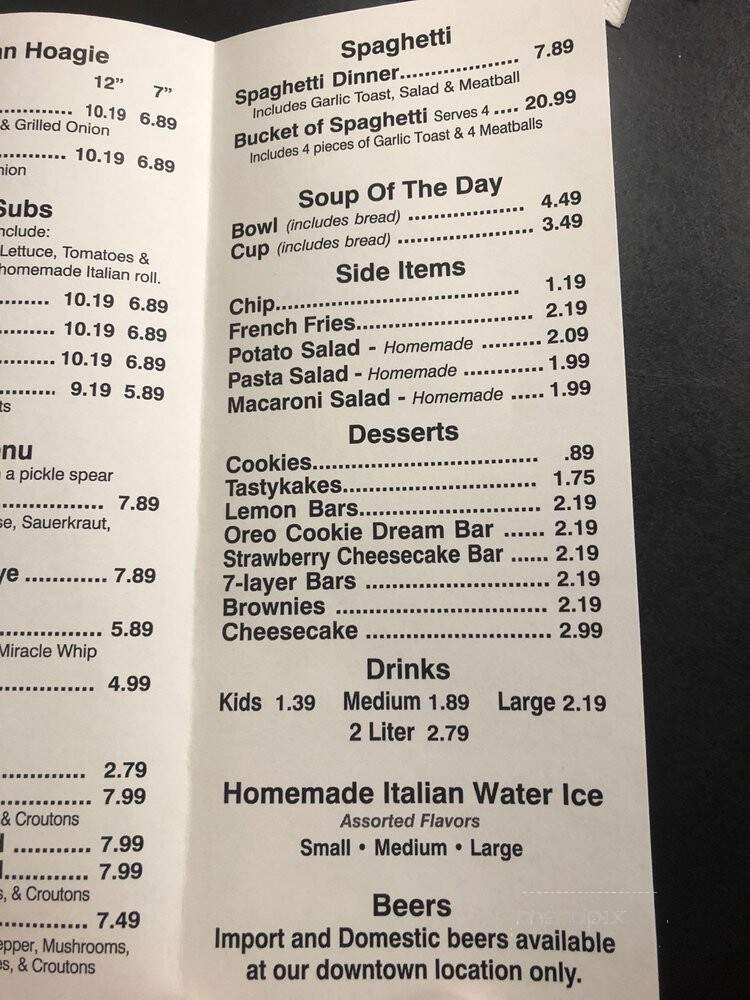 an Hoagie
12" 7"
........ 10.19 6.89
& Grilled Onion
........ 10.19 6.89
nion
Subs
nclude:
Lettuce, Tomatoes &
homemade Italian roll.
........ 10.19 6.89
........ 10.19 6.89
........ 10.19 6.89
........ 9.19 5.89
ts
enu
a pickle spear
........ 7.89
se, Sauerkraut,
ye ............ 7.89
........ 5.89
Miracle Whip
........ 4.99
........ 2.79
........ 7.99
& Croutons
........... 7.99
........... 7.99
s, & Croutons
........... 7.49
epper, Mushrooms,
es, & Croutons
Spaghetti
Spaghetti Dinner.................... 7.89
Includes Garlic Toast, Salad & Meatball
Bucket of Spaghetti Serves 4 .... 20.99
Includes 4 pieces of Garlic Toast & 4 Meatballs
Soup Of The Day
Bowl (includes bread) .................... 4.49
Cup (includes bread) ....................... 3.49
Side Items
Chip........................................ 1.19
French Fries............................. 2.19
Potato Salad - Homemade ......... 2.09
Pasta Salad - Homemade ............ 1.99
Macaroni Salad - Homemade ..... 1.99
Desserts
Cookies.................................. .89
Tastykakes............................. 1.75
Lemon Bars........................... 2.19
Oreo Cookie Dream Bar ...... 2.19
Strawberry Cheesecake Bar ...... 2.19
7-layer Bars ........................... 2.19
Brownies ............................... 2.19
Cheesecake ........................... 2.99
Drinks
Kids 1.39 Medium 1.89 Large 2.19
2 Liter 2.79
Homemade Italian Water Ice
Assorted Flavors
Small • Medium • Large
Beers
Import and Domestic beers available
at our downtown location only.